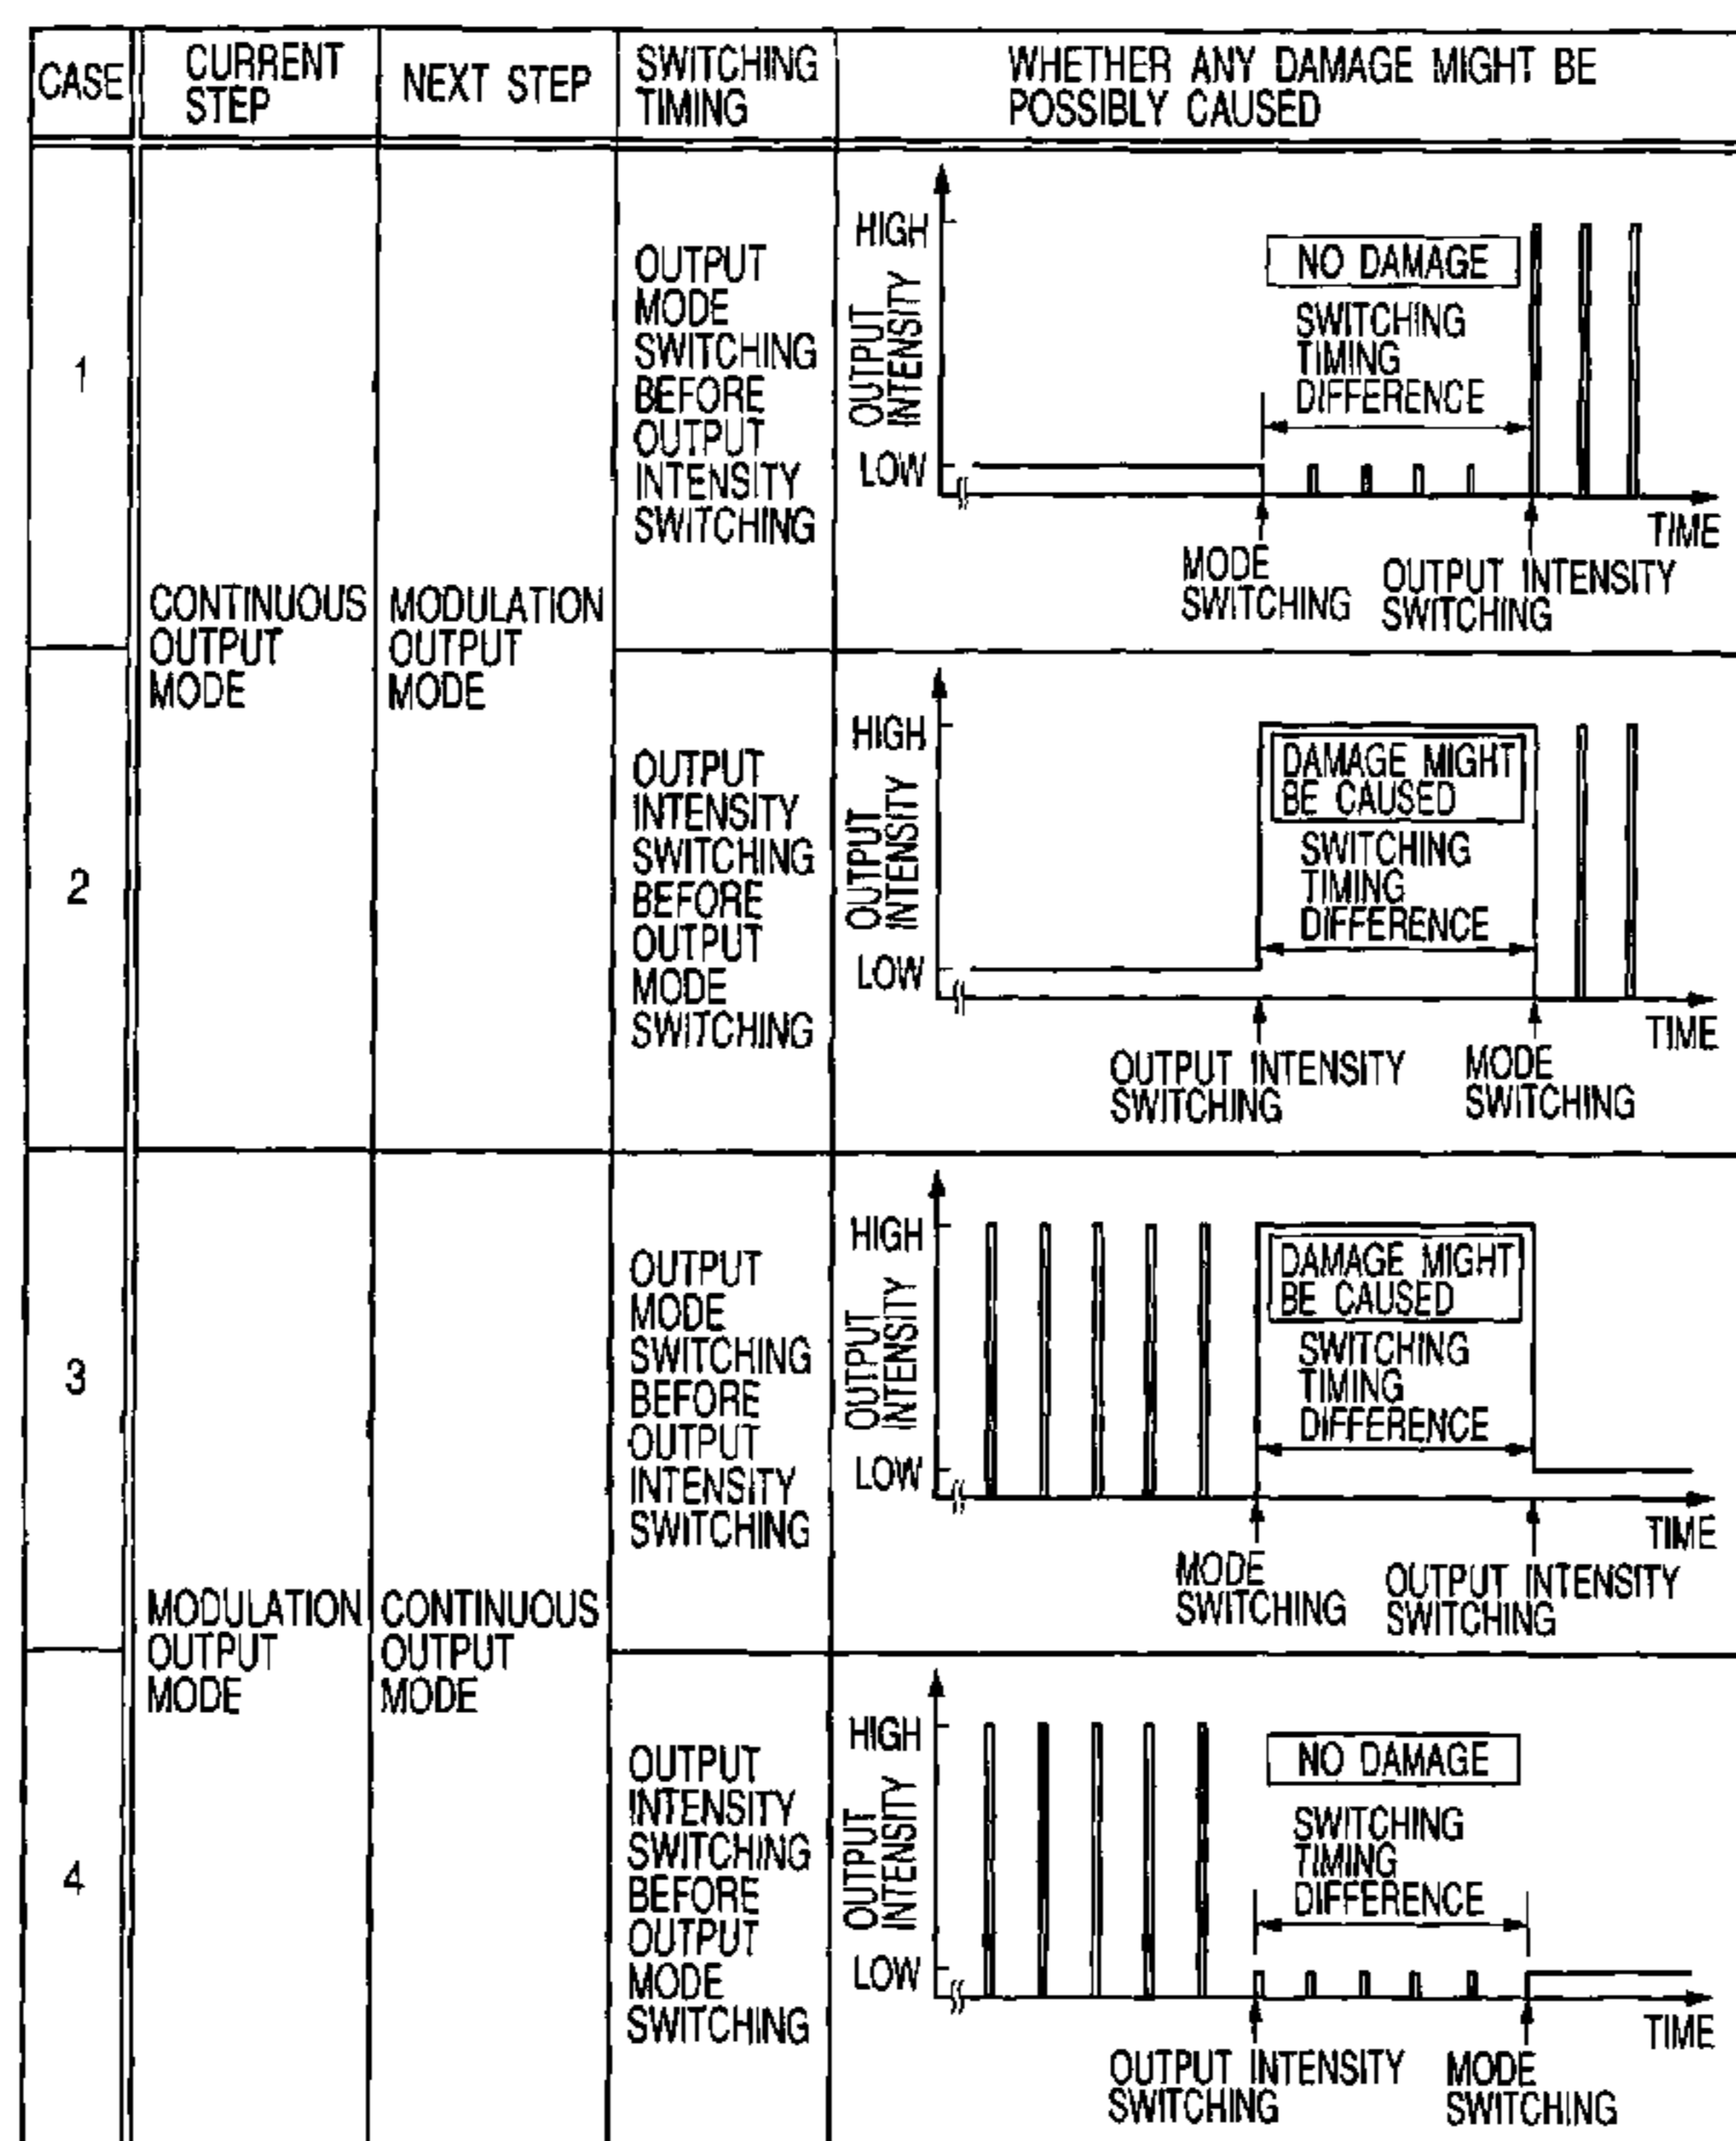 CASE
CURRENT
STEP
NEXT STEP
SWITCHING
TIMING
WHETHER ANY DAMAGE MIGHT BE
POSSIBLY CAUSED
1
CONTINUOUS
OUTPUT
MODE
MODULATION
OUTPUT
MODE
OUTPUT
MODE
SWITCHING
BEFORE
OUTPUT
INTENSITY
SWITCHING
OUTPUT
INTENSITY
HIGH
LOW
NO DAMAGE
SWITCHING
TIMING
DIFFERENCE
TIME
MODE
SWITCHING
OUTPUT INTENSITY
SWITCHING
2
OUTPUT
INTENSITY
SWITCHING
BEFORE
OUTPUT
MODE
SWITCHING
OUTPUT
INTENSITY
HIGH
LOW
DAMAGE MIGHT
BE CAUSED
SWITCHING
TIMING
DIFFERENCE
TIME
OUTPUT INTENSITY
SWITCHING
MODE
SWITCHING
3
MODULATION
OUTPUT
MODE
CONTINUOUS
OUTPUT
MODE
OUTPUT
MODE
SWITCHING
BEFORE
OUTPUT
INTENSITY
SWITCHING
OUTPUT
INTENSITY
HIGH
LOW
DAMAGE MIGHT
BE CAUSED
SWITCHING
TIMING
DIFFERENCE
TIME
MODE
SWITCHING
OUTPUT INTENSITY
SWITCHING
4
OUTPUT
INTENSITY
SWITCHING
BEFORE
OUTPUT
MODE
SWITCHING
OUTPUT
INTENSITY
HIGH
LOW
NO DAMAGE
SWITCHING
TIMING
DIFFERENCE
TIME
OUTPUT INTENSITY
SWITCHING
MODE
SWITCHING